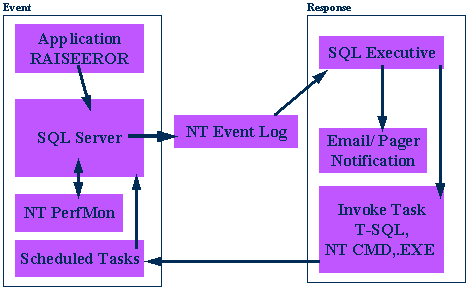 Event
Response
Application
RAISEEROR
SQL Executive
SQL Server
NT Event Log
Email/ Pager
Notification
NT PerfMon
Invoke Task
T-SQL,
NT CMD,.EXE
Scheduled Tasks